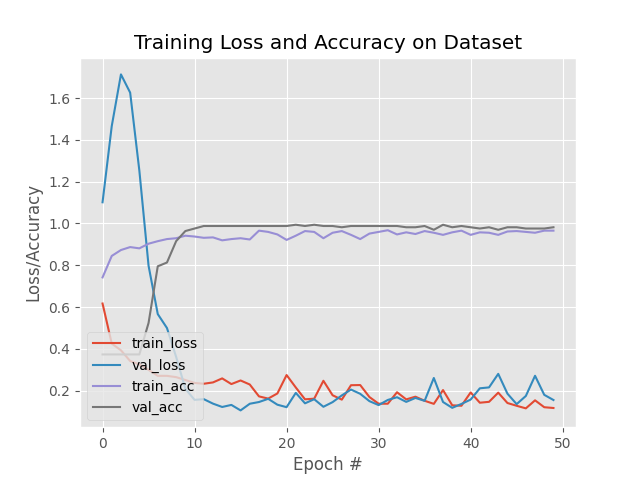 Training Loss and Accuracy on Dataset
Loss/Accuracy
1.6
1.4
1.2
1.0
0.8
0.6
0.4
0.2
train_loss
val_loss
train_acc
val_acc
0 10 20 30 40 50
Epoch #